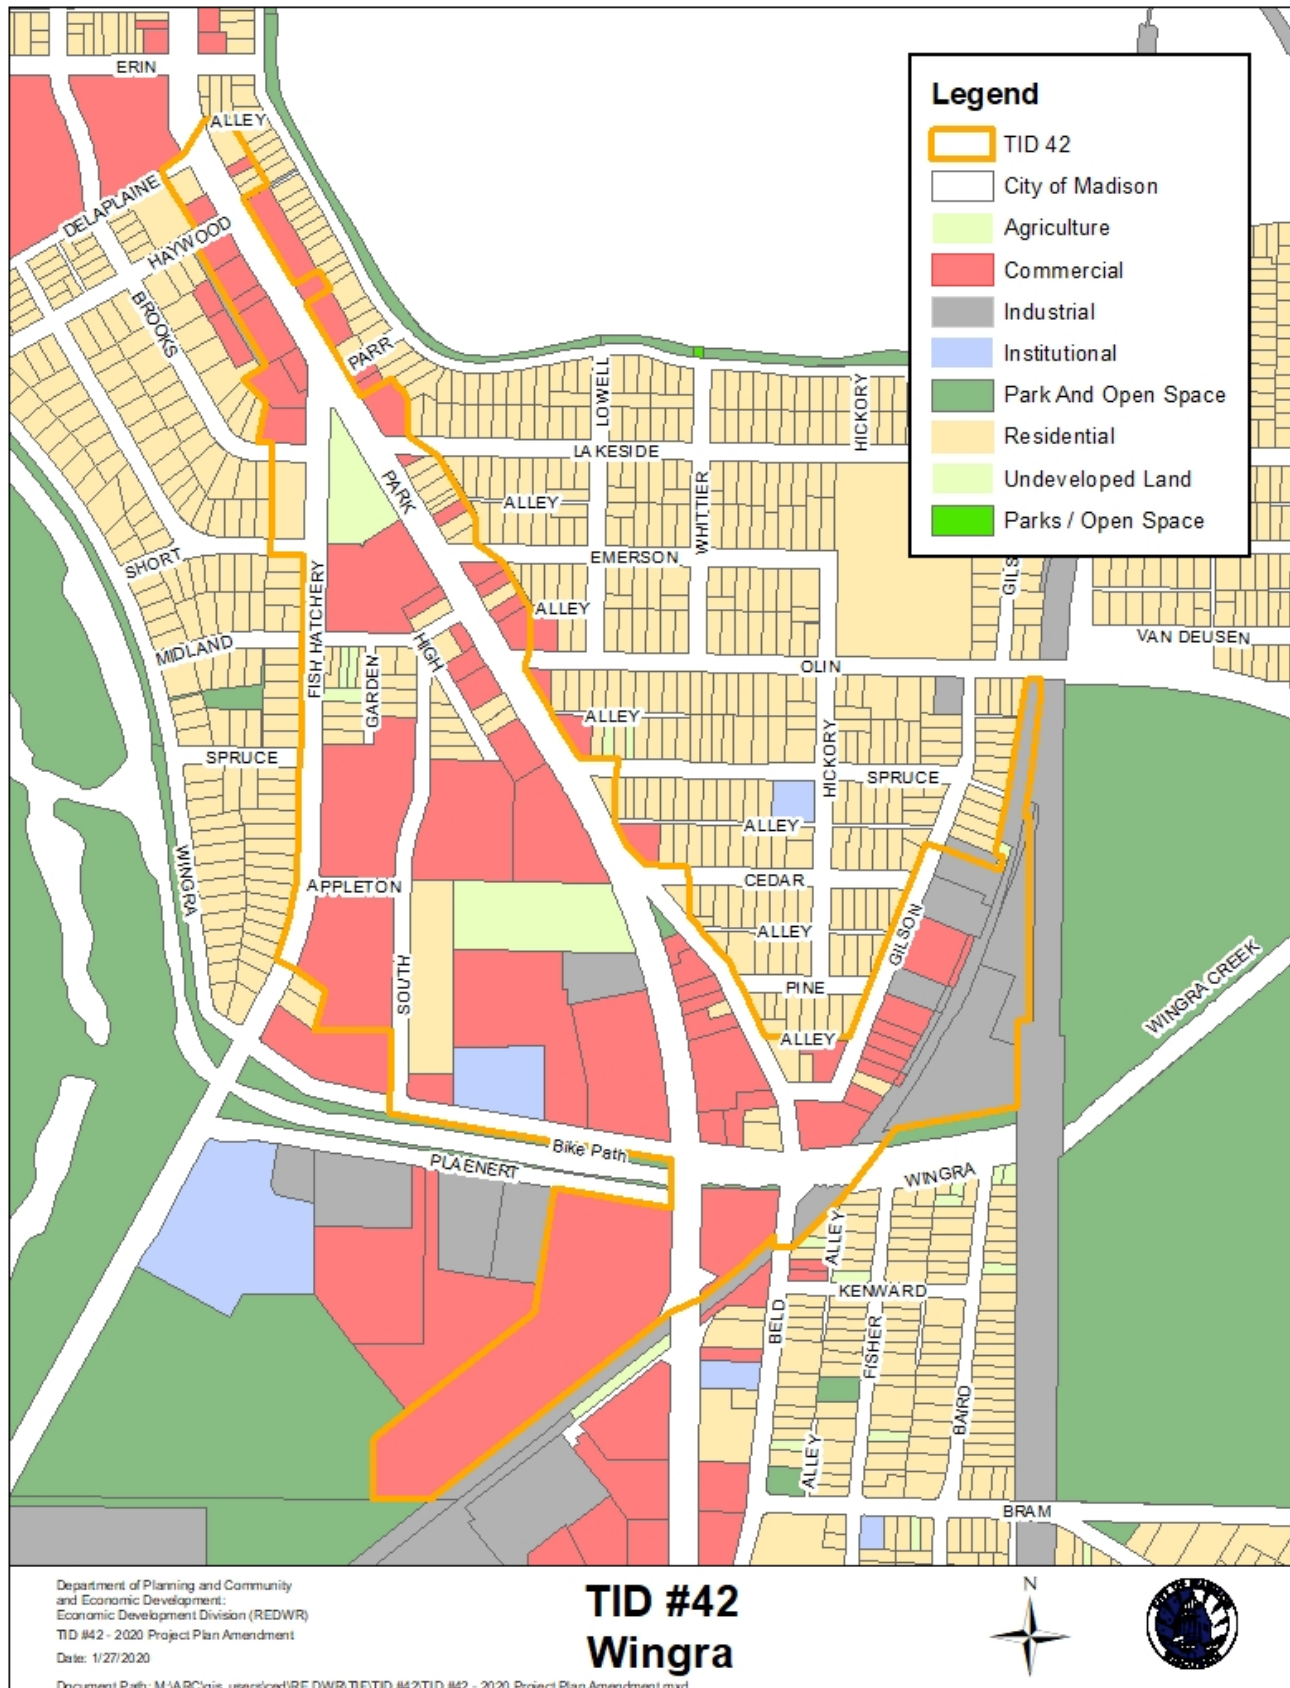 ERIN
ALLEY
DELAPLAINE
HAYWOOD
BROOKS
PARR
LOWELL
HICKORY
LAKESIDE
PARK
ALLEY
WHITTIER
EMERSON
SHORT
FISH HATCHERY
ALLEY
GILS
VAN DEUSEN
MIDLAND
HIGH
OLIN
GARDEN
ALLEY
HICKORY
SPRUCE
SPRUCE
ALLEY
WINGRA
APPLETON
CEDAR
ALLEY
GILSON
SOUTH
PINE
WINGRA CREEK
ALLEY
Bike Path
PLAENERT
WINGRA
ALLEY
KENWARD
BELD
FISHER
BAIRD
ALLEY
BRAM
Legend
TID 42
City of Madison
Agriculture
Commercial
Industrial
Institutional
Park And Open Space
Residential
Undeveloped Land
Parks / Open Space
Department of Planning and Community
and Economic Development:
Economic Development Division (REDWR)
TID #42 - 2020 Project Plan Amendment
Date: 1/27/2020
TID #42
Wingra
N